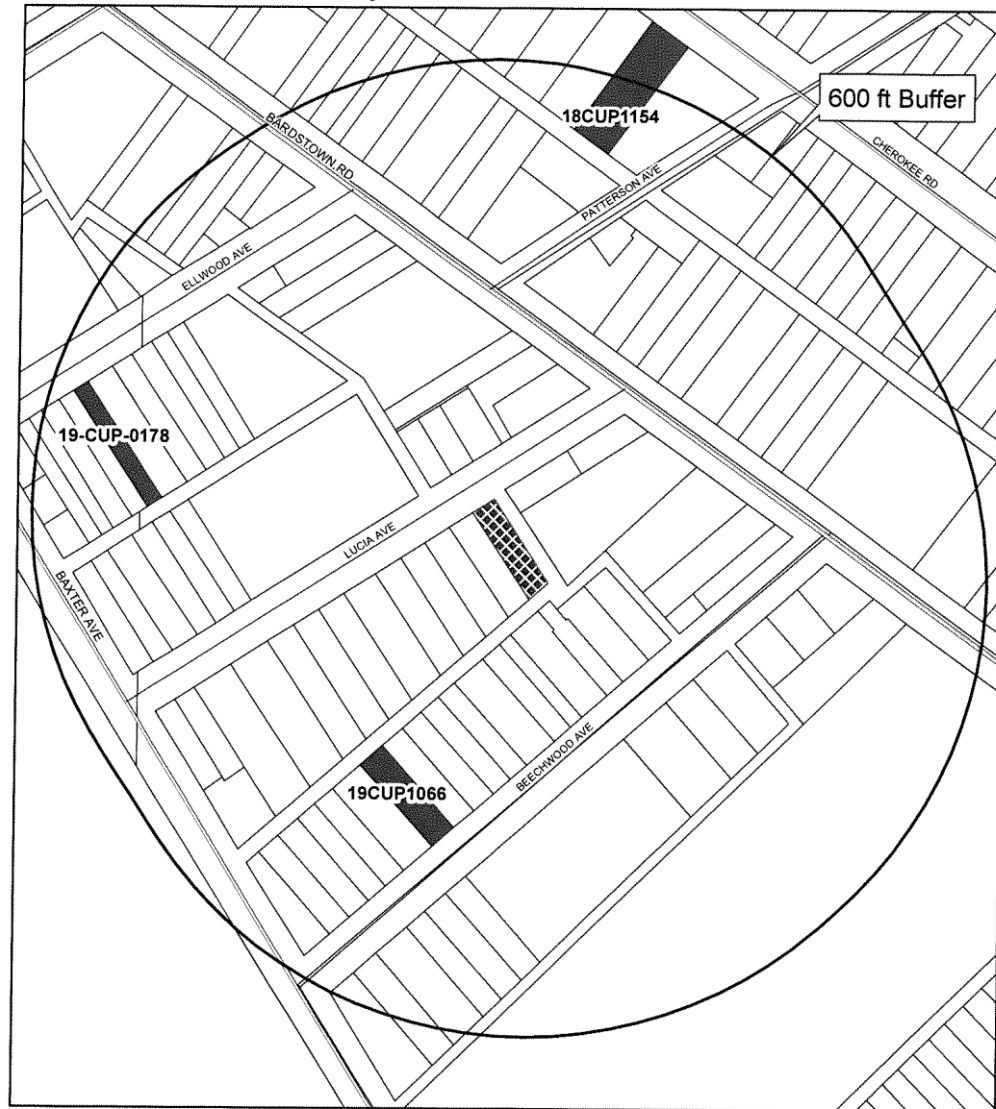 18CUP1154
600 ft Buffer
BARDSTOWN RD
CHEROKEE RD
PATTERSON AVE
ELLWOOD AVE
19-CUP-0178
LUCIA AVE
BAXTER AVE
BEECHWOOD AVE
19CUP1066